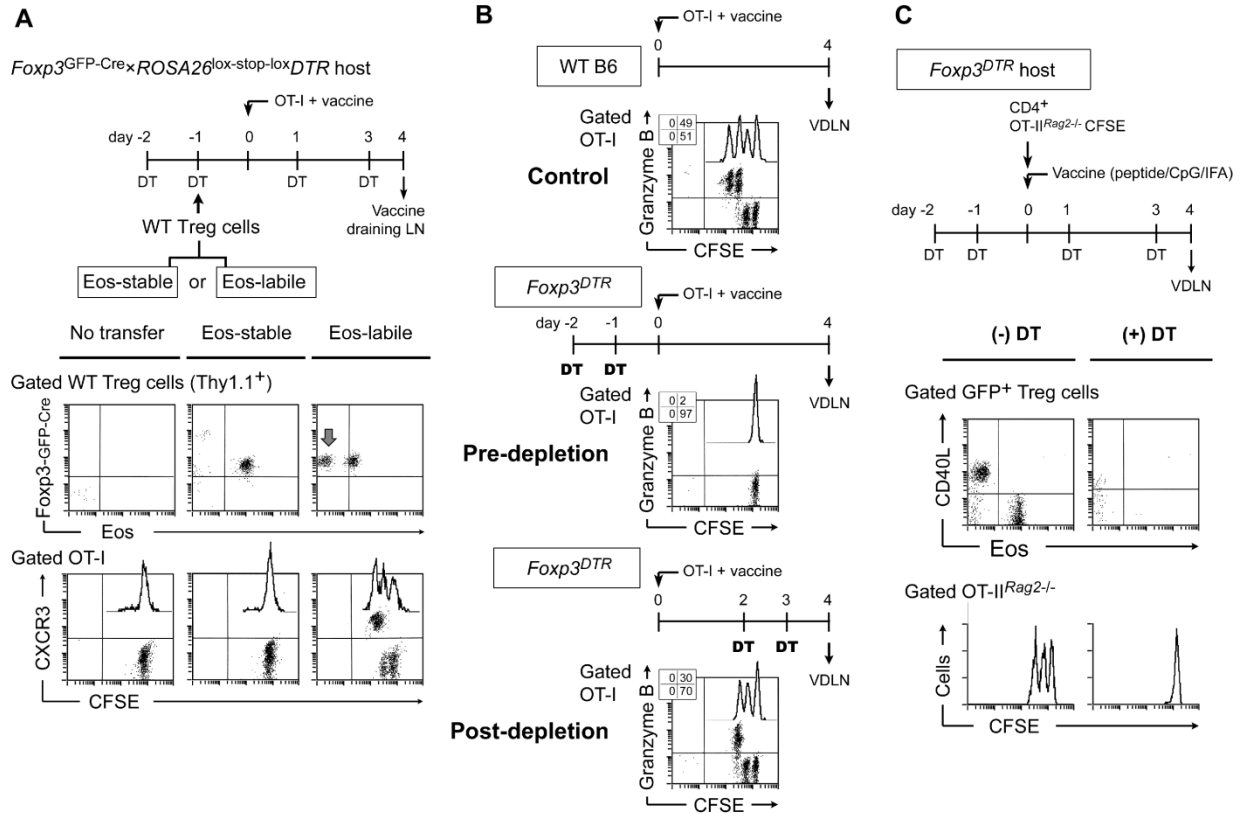 A
Foxp3GFP-Cre×ROSA26lox-stop-loxDTR host
OT-I + vaccine
day -2 -1 0 1 3 4
DT DT DT DT
WT Treg cells
Vaccine
draining LN
Eos-stable or Eos-labile
No transfer Eos-stable Eos-labile
Gated WT Treg cells (Thy1.1+)
Foxp3-GFP-Cre
Eos
Gated OT-I
CXCR3
CFSE
B
OT-I + vaccine
0 4
WT B6
VDLN
Gated
OT-I
Control
0 49
0 51
Granzyme B
CFSE
Foxp3DTR
OT-I + vaccine
day -2 -1 0 4
DT DT
VDLN
Gated
OT-I
Pre-depletion
0 2
0 97
Granzyme B
CFSE
Foxp3DTR
OT-I + vaccine
0 2 3 4
DT DT
VDLN
Gated
OT-I
Post-depletion
0 30
0 70
Granzyme B
CFSE
C
Foxp3DTR host
CD4+
OT-IIRag2-/- CFSE
Vaccine (peptide/CpG/IFA)
day -2 -1 0 1 3 4
DT DT DT DT
VDLN
(-) DT (+) DT
Gated GFP+ Treg cells
CD40L
Eos
Gated OT-IIRag2-/-
Cells
CFSE